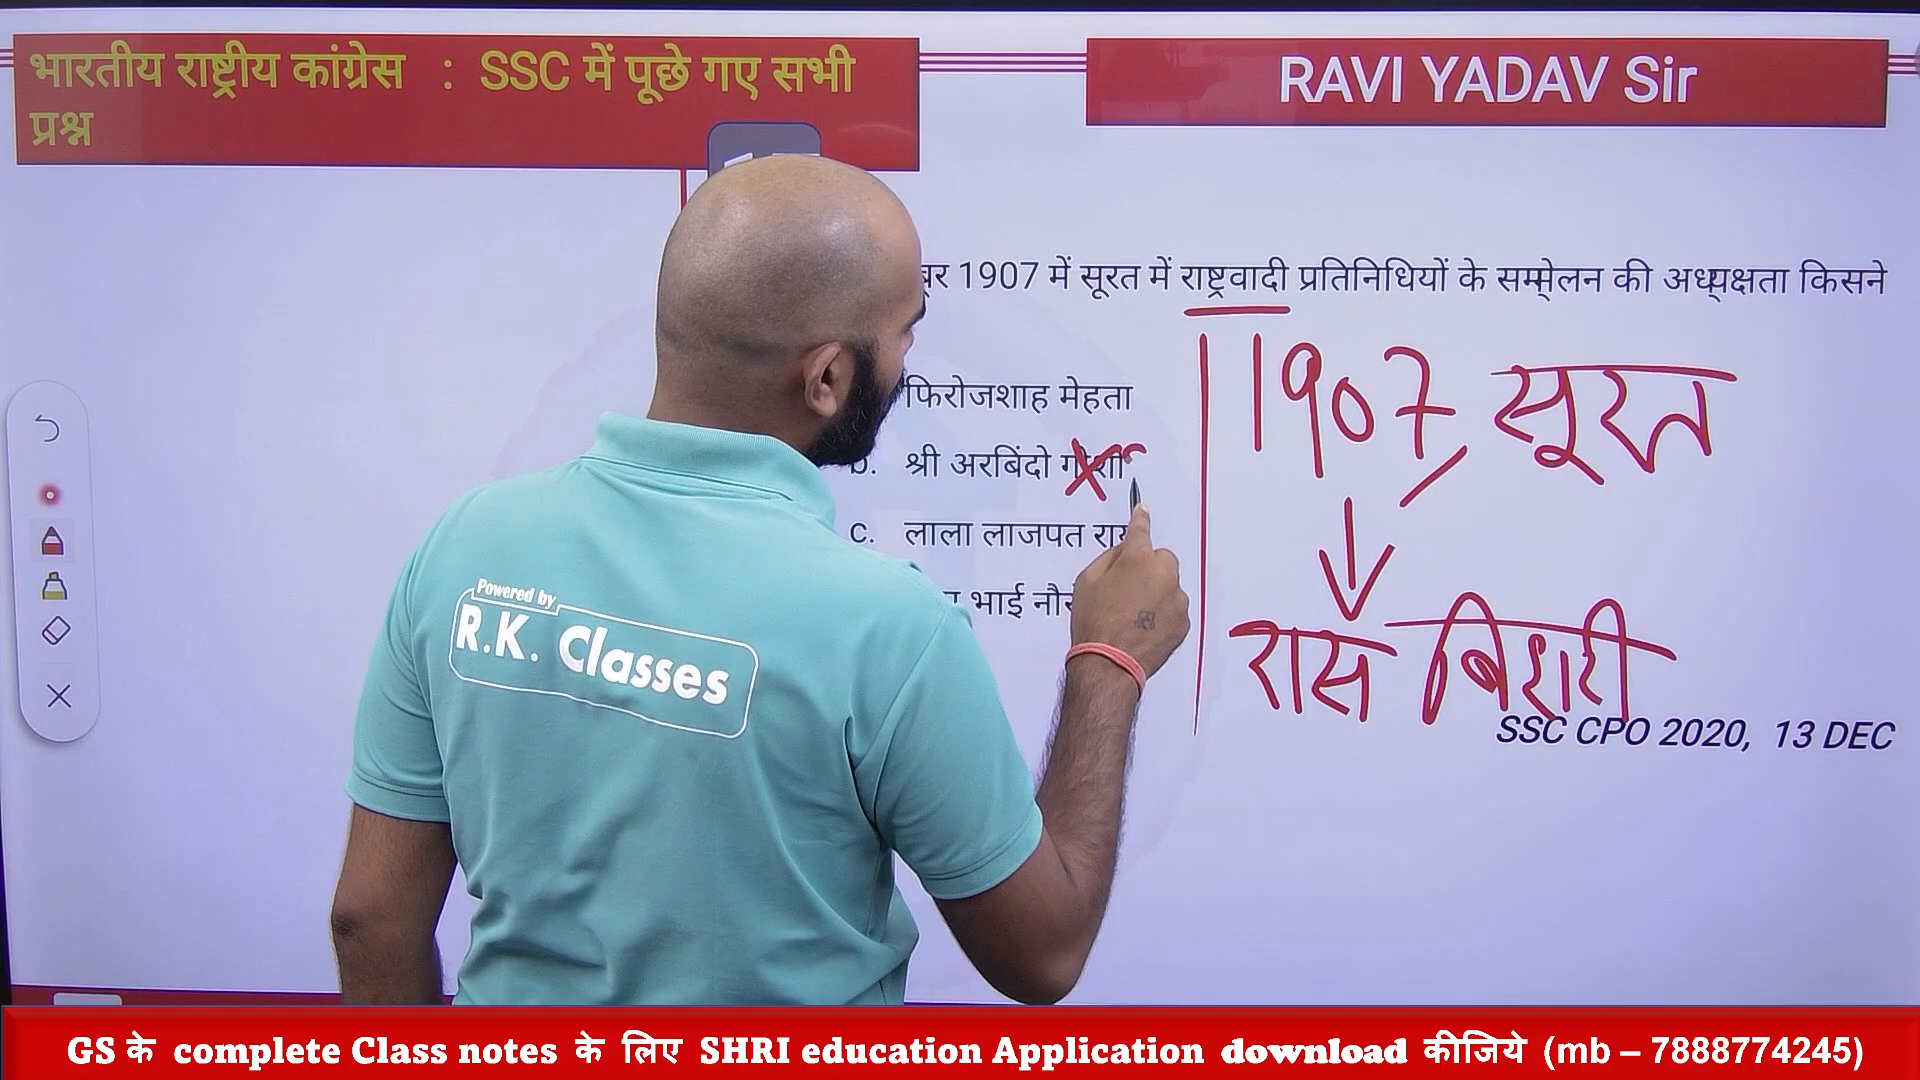 भारतीय राष्ट्रीय कांग्रेस : SSC में पूछे गए सभी
प्रश्न
RAVI YADAV Sir
1907 में सूरत में राष्ट्रवादी प्रतिनिधियों के सम्मेलन की अध्यक्षता किसने
फिरोजशाह मेहता
b. श्री अरबिंदो
c. लाला लाजपत
भाई
1907, सूरत
रास बिहारी
SSC CPO 2020, 13 DEC
Powered by
R.K. Classes
GS के complete Class notes के लिए SHRI education Application download कीजिये (mb – 7888774245)